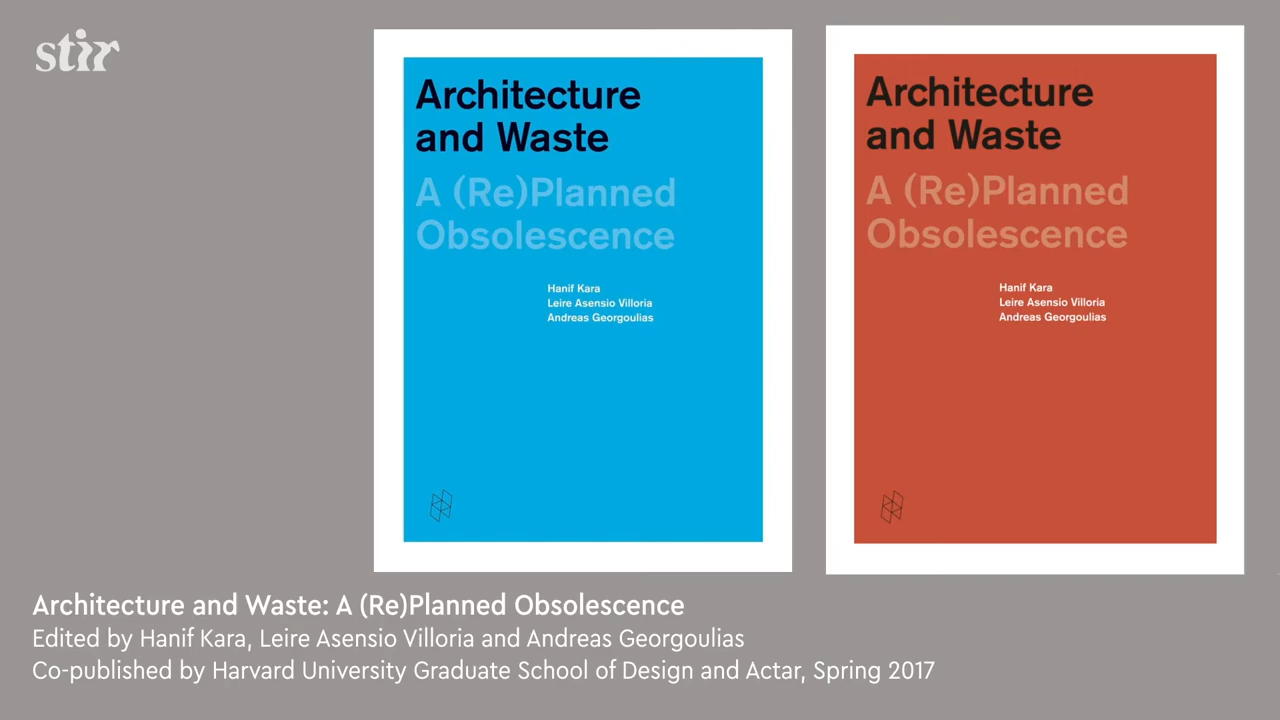 stir
Architecture
and Waste
A (Re)Planned
Obsolescence
Hanif Kara
Leire Asensio Villoria
Andreas Georgoulias
Architecture
and Waste
A (Re)Planned
Obsolescence
Hanif Kara
Leire Asensio Villoria
Andreas Georgoulias
Architecture and Waste: A (Re)Planned Obsolescence
Edited by Hanif Kara, Leire Asensio Villoria and Andreas Georgoulias
Co-published by Harvard University Graduate School of Design and Actar, Spring 2017